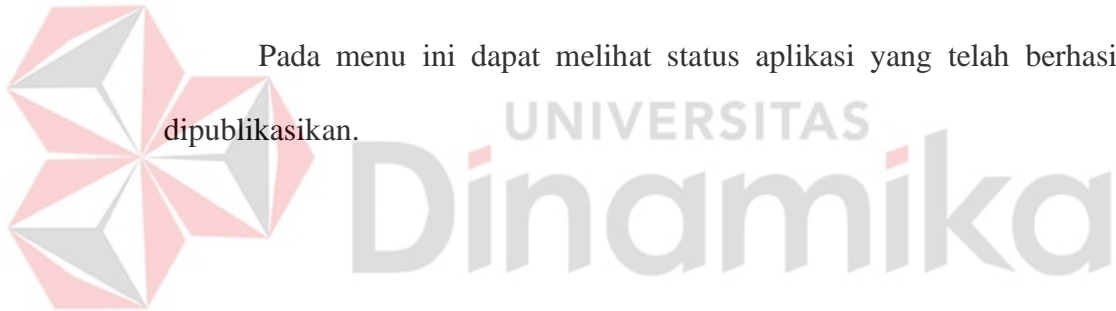 Pada menu ini dapat melihat status aplikasi yang telah berhasi
dipublikasikan.
UNIVERSITAS
Dinamika